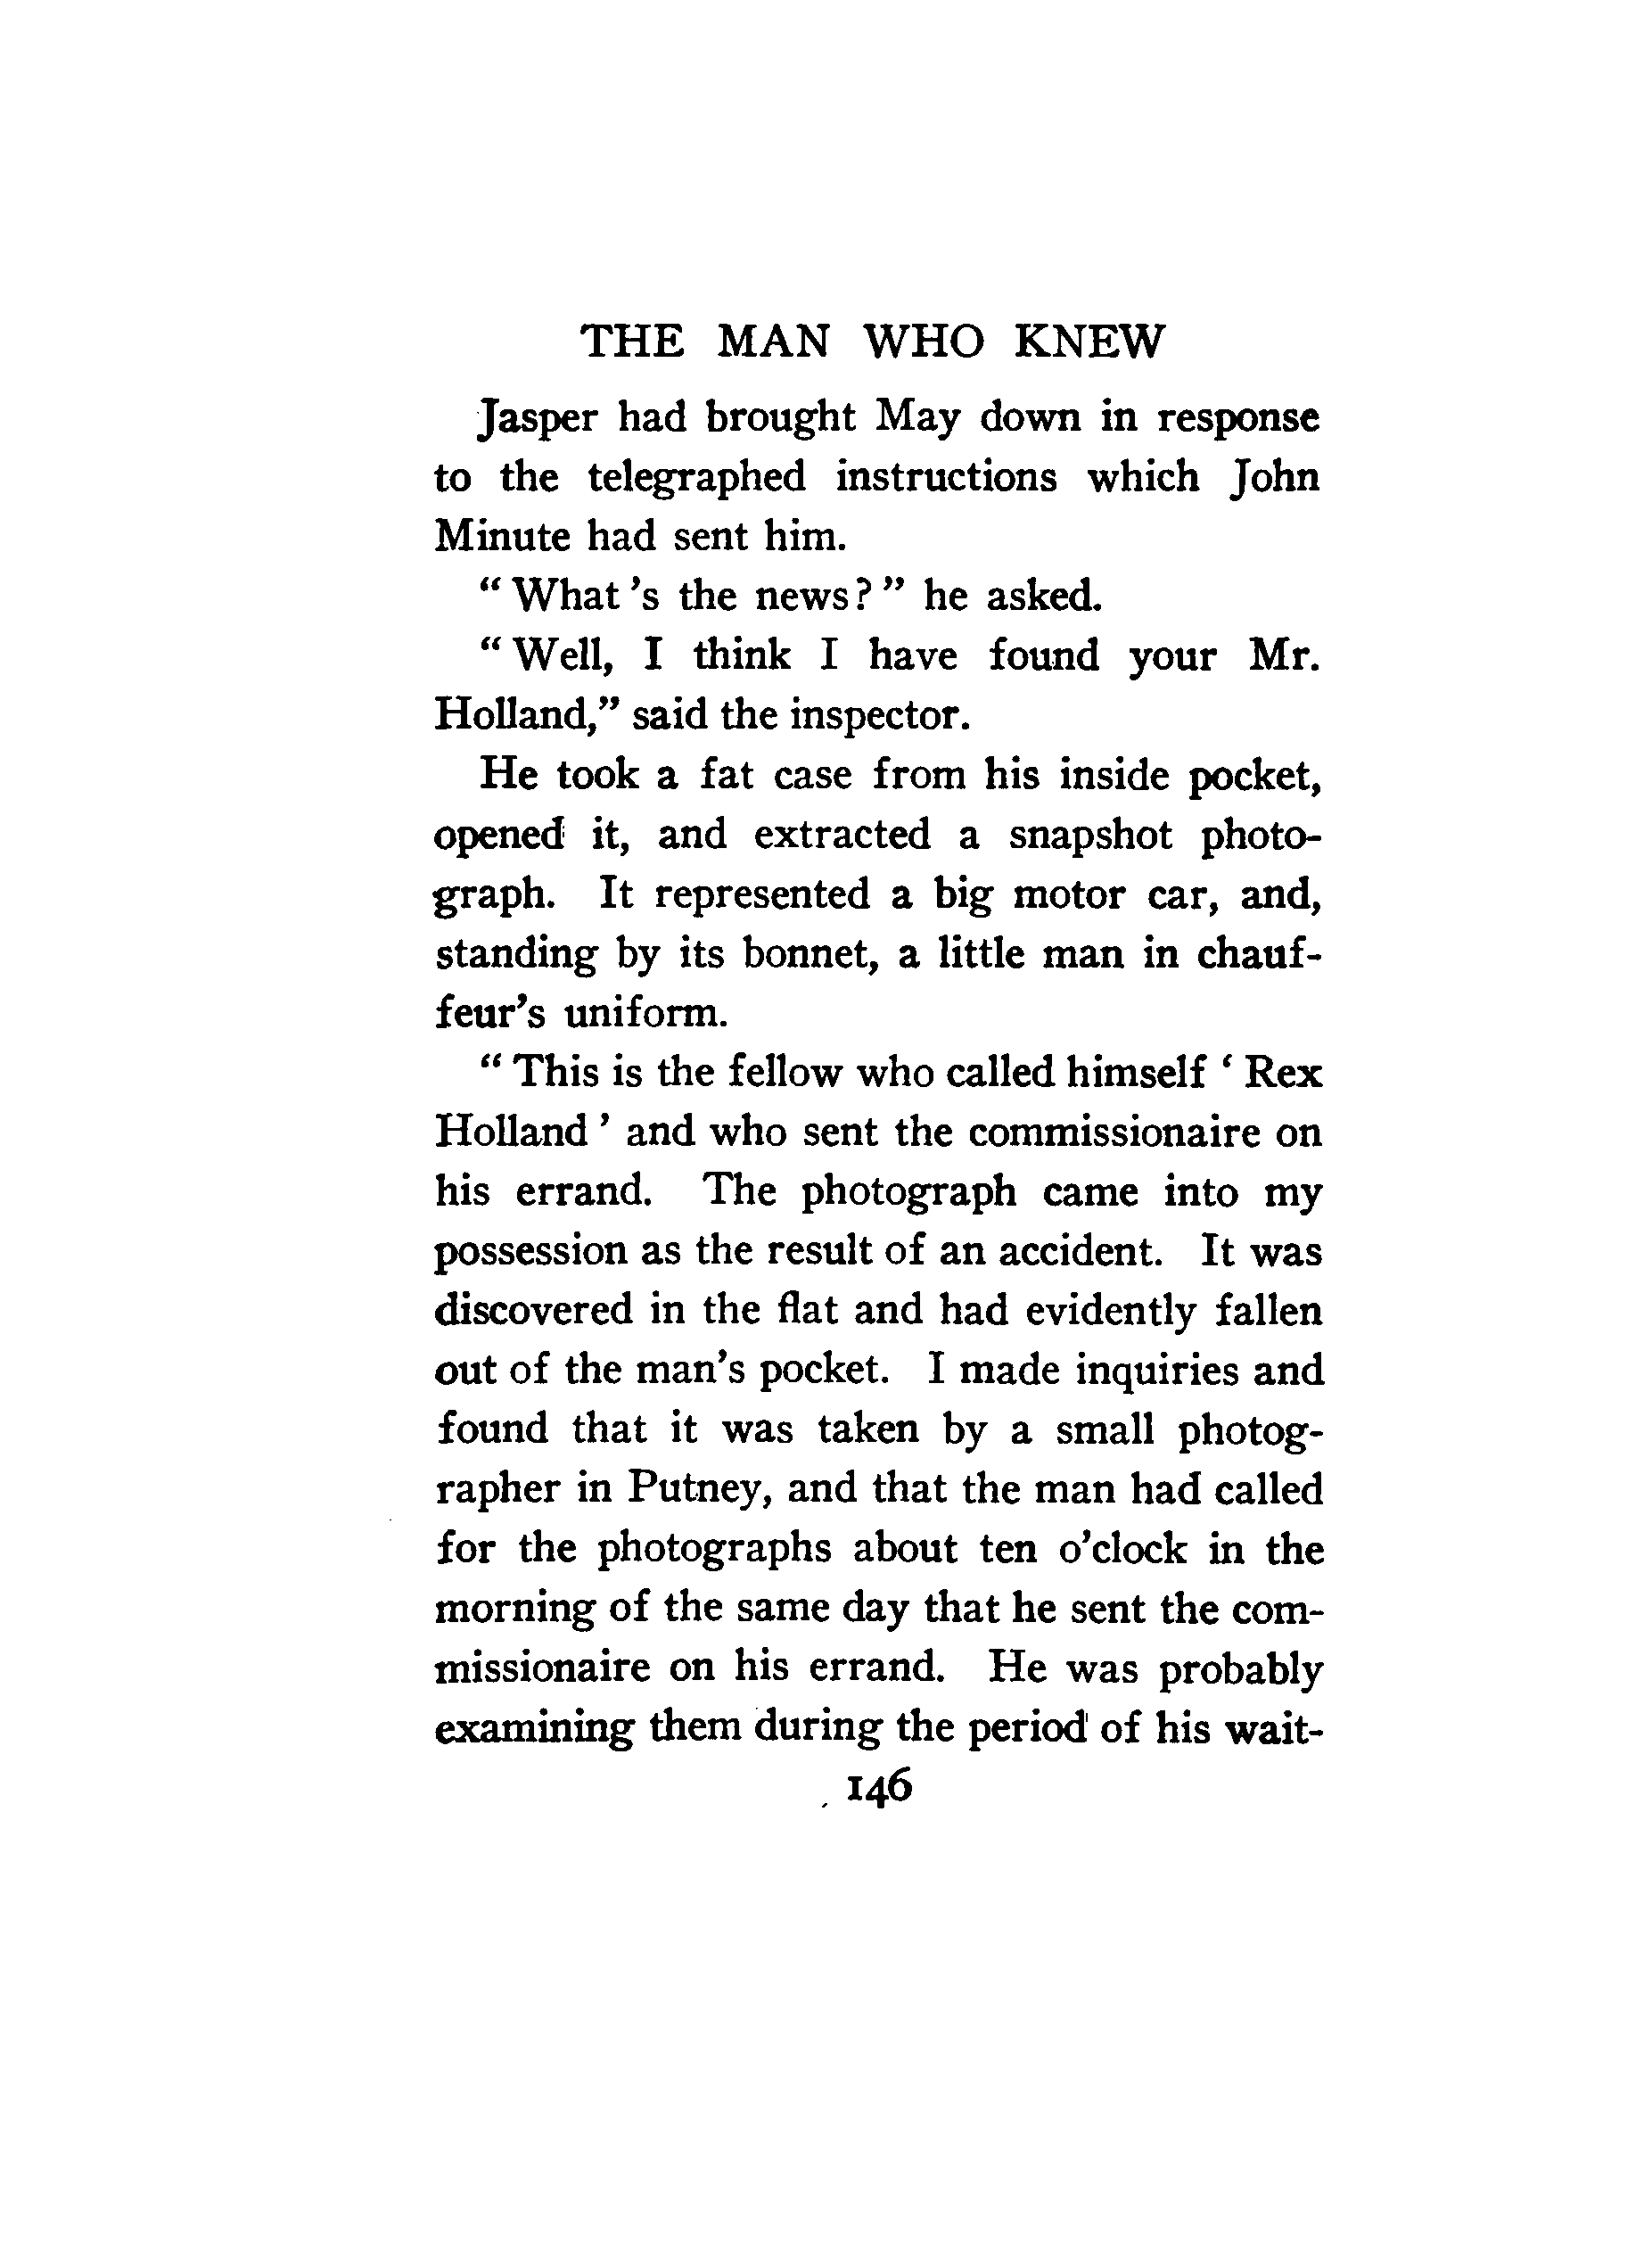 THE MAN WHO KNEW
Jasper had brought May down in response
to the telegraphed instructions which John
Minute had sent him.
“ What ’s the news? ” he asked.
“ Well, I think I have found your Mr.
Holland,” said the inspector.
He took a fat case from his inside pocket,
opened it, and extracted a snapshot photo-
graph. It represented a big motor car, and,
standing by its bonnet, a little man in chauf-
feur’s uniform.
“ This is the fellow who called himself ‘ Rex
Holland ’ and who sent the commissionaire on
his errand. The photograph came into my
possession as the result of an accident. It was
discovered in the flat and had evidently fallen
out of the man’s pocket. I made inquiries and
found that it was taken by a small photog-
rapher in Putney, and that the man had called
for the photographs about ten o’clock in the
morning of the same day that he sent the com-
missionaire on his errand. He was probably
examining them during the period of his wait-
146